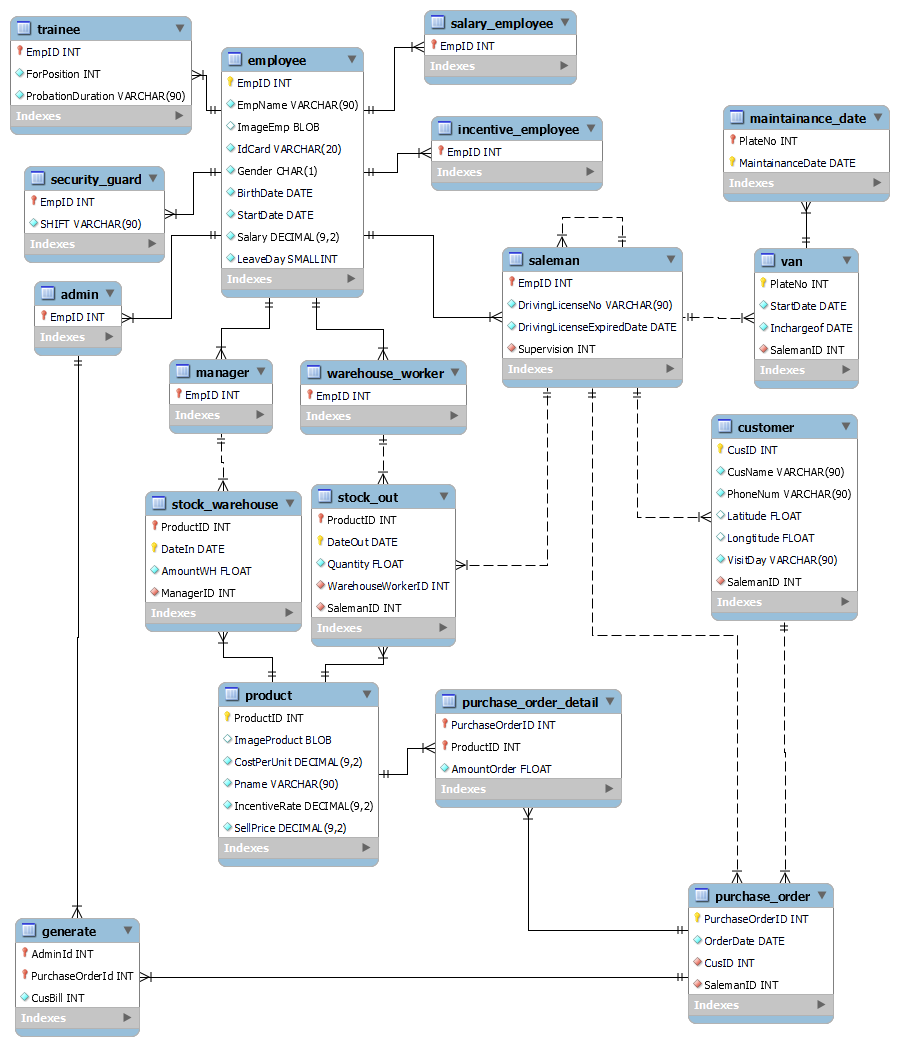 trainee
EmpID INT
ForPosition INT
ProbationDuration VARCHAR(90)
Indexes
employee
EmpID INT
EmpName VARCHAR(90)
ImageEmp BLOB
IdCard VARCHAR(20)
Gender CHAR(1)
BirthDate DATE
StartDate DATE
Salary DECIMAL(9,2)
LeaveDay SMALLINT
Indexes
salary_employee
EmpID INT
Indexes
incentive_employee
EmpID INT
Indexes
maintainance_date
PlateNo INT
MaintainanceDate DATE
Indexes
security_guard
EmpID INT
SHIFT VARCHAR(90)
Indexes
admin
EmpID INT
Indexes
saleman
EmpID INT
DrivingLicenseNo VARCHAR(90)
DrivingLicenseExpiredDate DATE
Supervision INT
Indexes
van
PlateNo INT
StartDate DATE
Inchargeof DATE
SalemanID INT
Indexes
manager
EmpID INT
Indexes
warehouse_worker
EmpID INT
Indexes
customer
CusID INT
CusName VARCHAR(90)
PhoneNum VARCHAR(90)
Latitude FLOAT
Longtitude FLOAT
VisitDay VARCHAR(90)
SalemanID INT
Indexes
stock_warehouse
ProductID INT
DateIn DATE
AmountWH FLOAT
ManagerID INT
Indexes
stock_out
ProductID INT
DateOut DATE
Quantity FLOAT
WarehouseWorkerID INT
SalemanID INT
Indexes
product
ProductID INT
ImageProduct BLOB
CostPerUnit DECIMAL(9,2)
Pname VARCHAR(90)
IncentiveRate DECIMAL(9,2)
SellPrice DECIMAL(9,2)
Indexes
purchase_order_detail
PurchaseOrderID INT
ProductID INT
AmountOrder FLOAT
Indexes
purchase_order
PurchaseOrderID INT
OrderDate DATE
CusID INT
SalemanID INT
Indexes
generate
AdminId INT
PurchaseOrderId INT
CusBill INT
Indexes